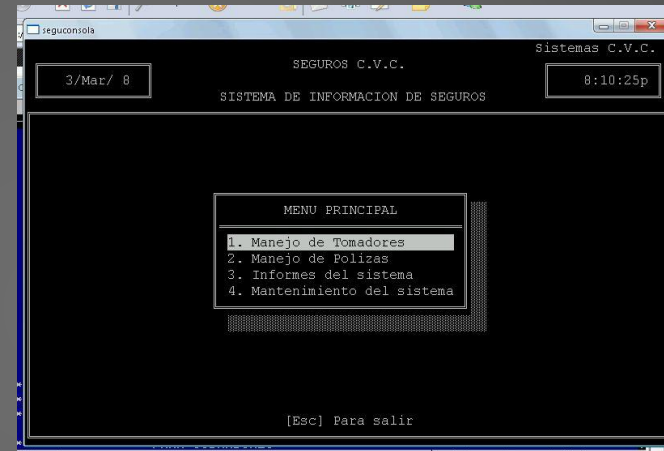 seguconsola
Sistemas C.V.C.
SEGUROS C.V.C.
3/Mar/ 8
8:10:25p
SISTEMA DE INFORMACION DE SEGUROS
MENU PRINCIPAL
1. Manejo de Tomadores
2. Manejo de Polizas
3. Informes del sistema
4. Mantenimiento del sistema
[Esc] Para salir